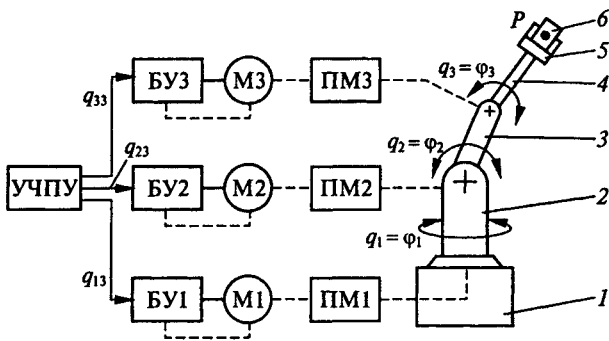 P
6
5
БУ3
М3
ПМ3
q₃ = φ₃
4
q₃₃
3
q₂₃
q₂ = φ₂
УЧПУ
БУ2
М2
ПМ2
2
q₁ = φ₁
q₁₃
БУ1
М1
ПМ1
1